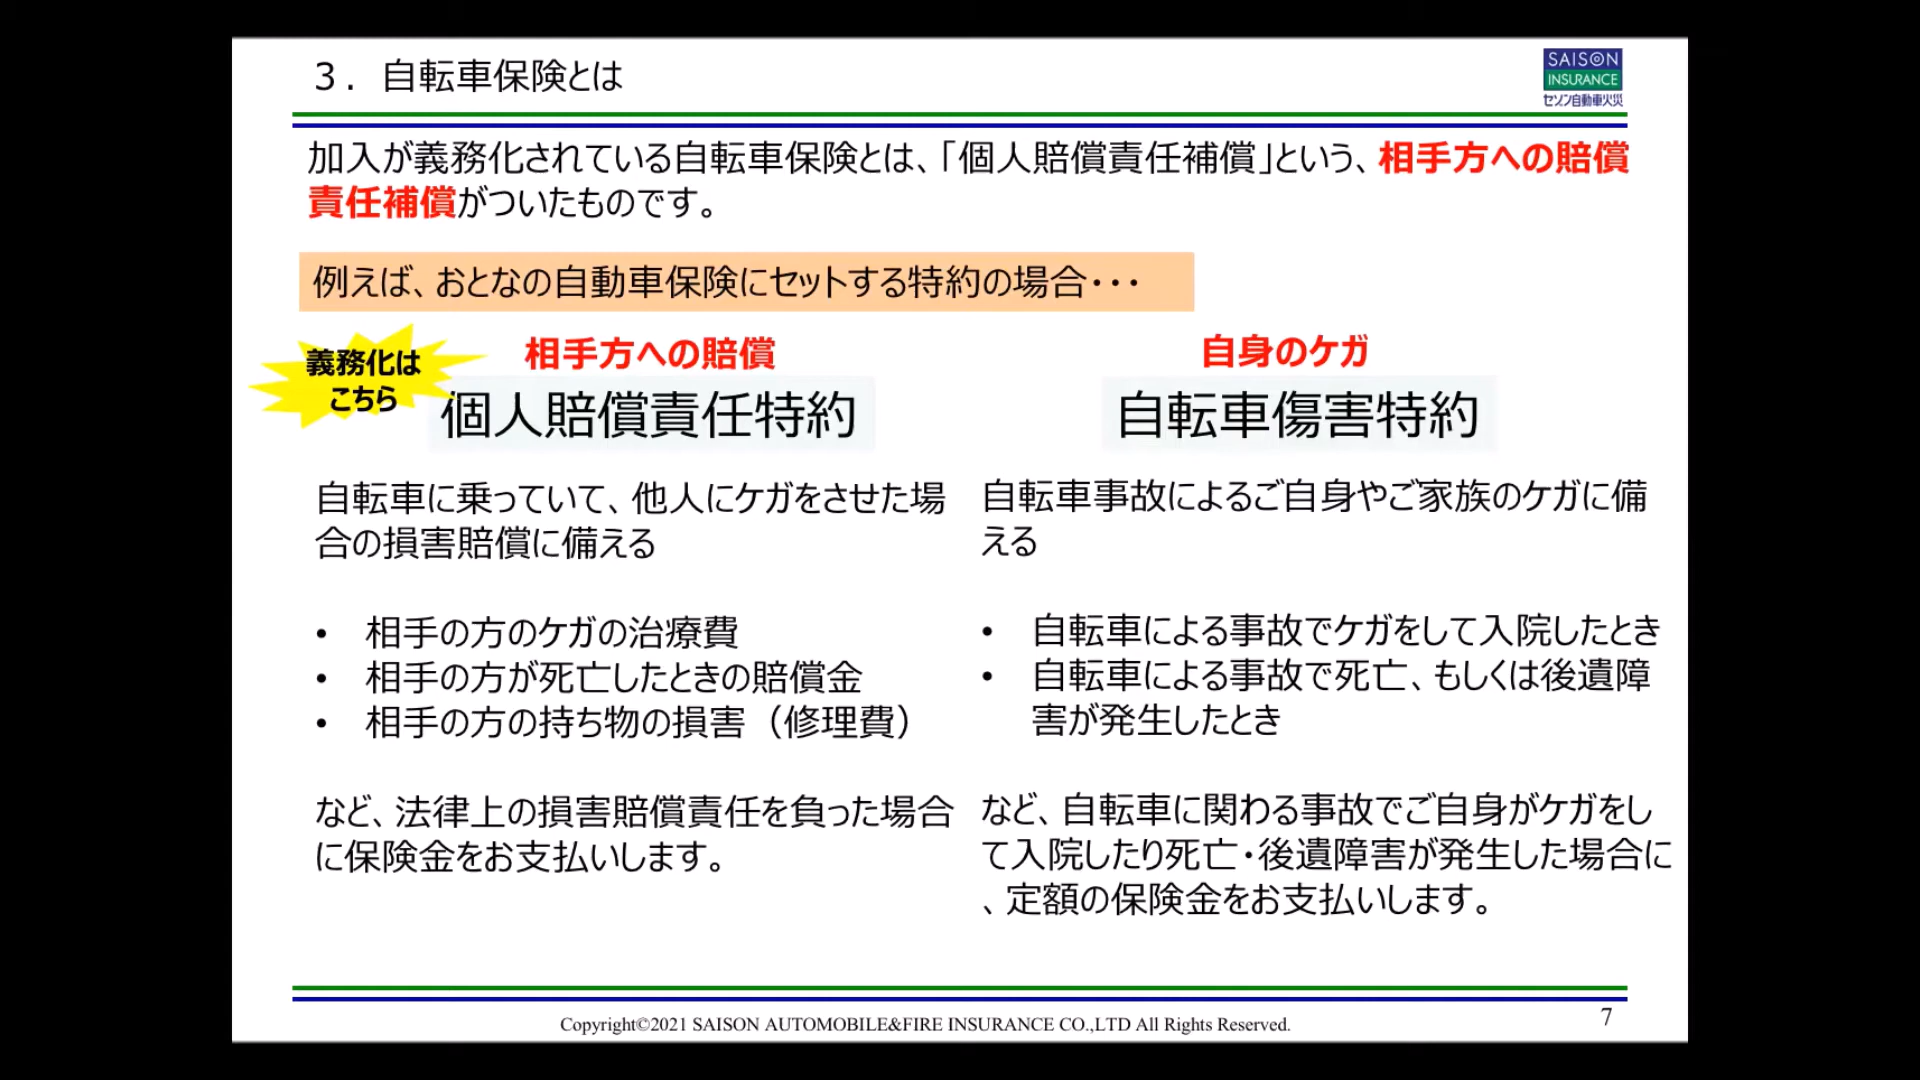 ３．自転車保険とは
SAISON
INSURANCE
セゾン自動車火災
加入が義務化されている自転車保険とは、「個人賠償責任補償」という、相手方への賠償
責任補償がついたものです。
例えば、おとなの自動車保険にセットする特約の場合・・・
義務化は
こちら
相手方への賠償
個人賠償責任特約
自転車に乗っていて、他人にケガをさせた場
合の損害賠償に備える
• 相手の方のケガの治療費
• 相手の方が死亡したときの賠償金
• 相手の方の持ち物の損害（修理費）
など、法律上の損害賠償責任を負った場合
に保険金をお支払いします。
自身のケガ
自転車傷害特約
自転車事故によるご自身やご家族のケガに備
える
• 自転車による事故でケガをして入院したとき
• 自転車による事故で死亡、もしくは後遺障
害が発生したとき
など、自転車に関わる事故でご自身がケガをし
て入院したり死亡・後遺障害が発生した場合に
、定額の保険金をお支払いします。
Copyright©2021 SAISON AUTOMOBILE&FIRE INSURANCE CO.,LTD All Rights Reserved.
7